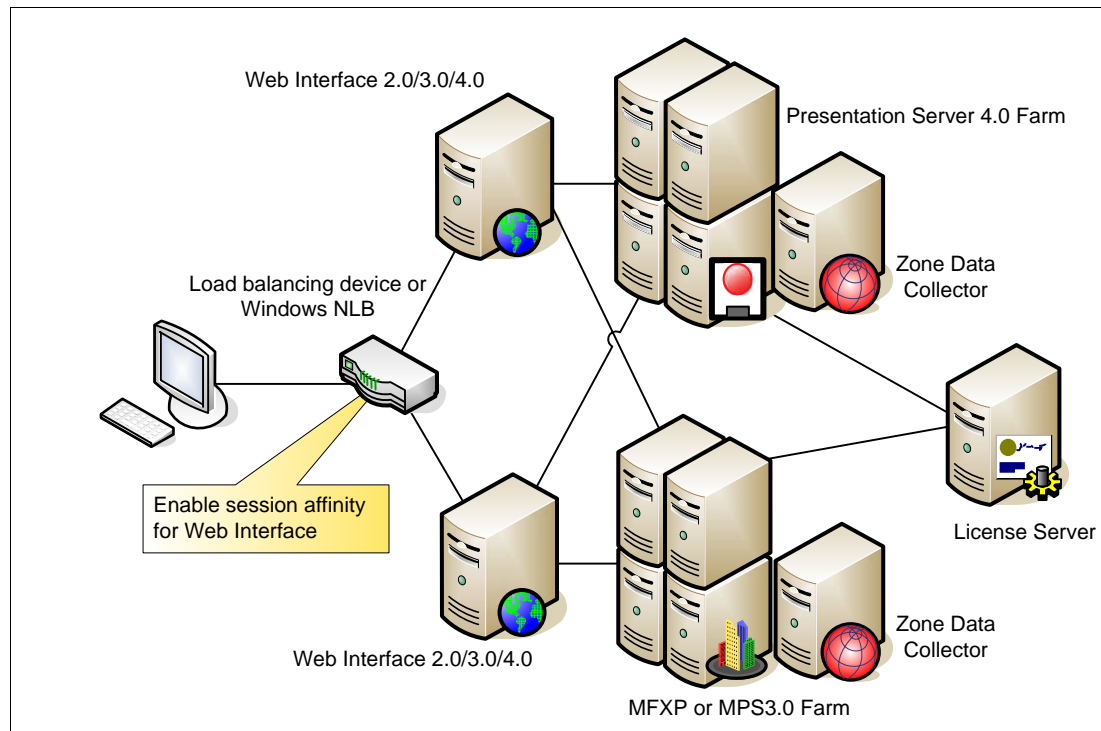 Web Interface 2.0/3.0/4.0
Presentation Server 4.0 Farm
Zone Data
Collector
Load balancing device or
Windows NLB
Enable session affinity
for Web Interface
License Server
Web Interface 2.0/3.0/4.0
Zone Data
Collector
MFXP or MPS3.0 Farm